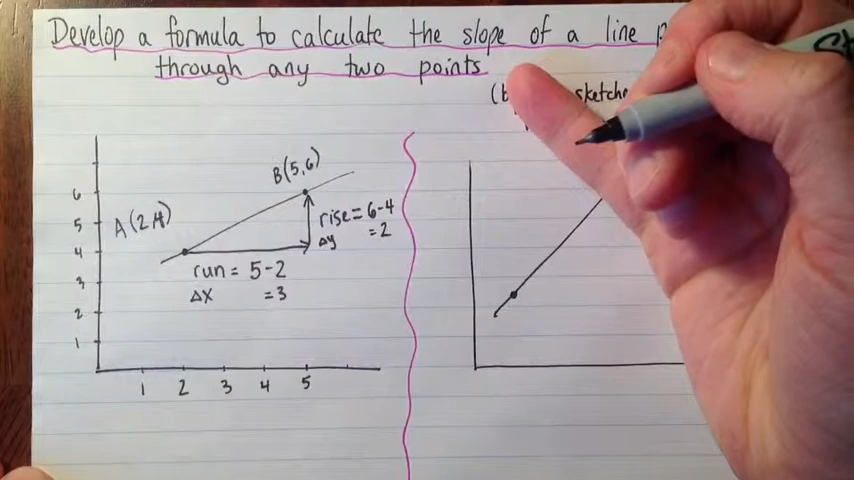 Develop a formula to calculate the slope of a line
through any two points
sketche
B(5,6)
A(2,4)
rise=6-4
Δy =2
run = 5-2
Δx =3
6
5
4
3
2
1
1 2 3 4 5